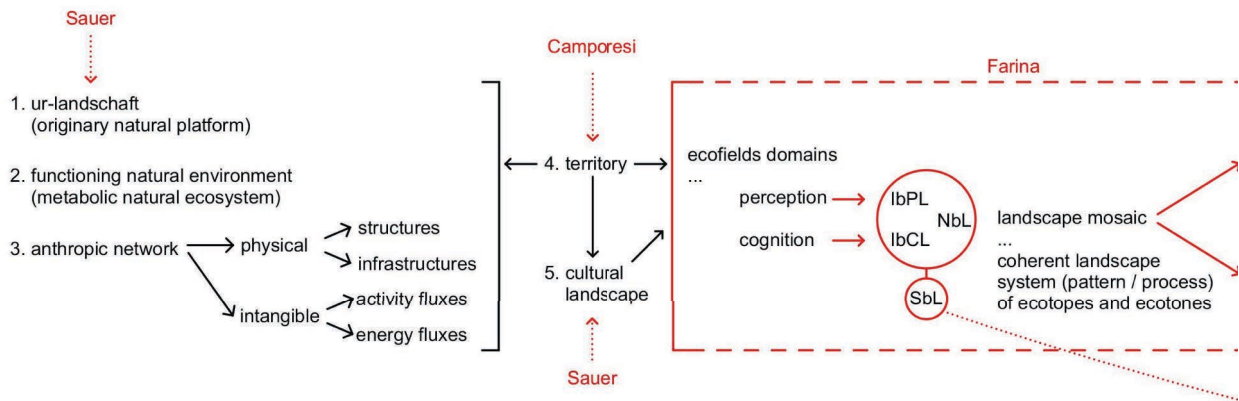 Sauer
1. ur-landschaft
(originary natural platform)
2. functioning natural environment
(metabolic natural ecosystem)
3. anthropic network
physical
structures
infrastructures
intangible
activity fluxes
energy fluxes
Camporesi
4. territory
5. cultural
landscape
Sauer
Farina
ecofields domains
...
perception
cognition
IbPL
NbL
IbCL
SbL
landscape mosaic
...
coherent landscape
system (pattern / process)
of ecotopes and ecotones